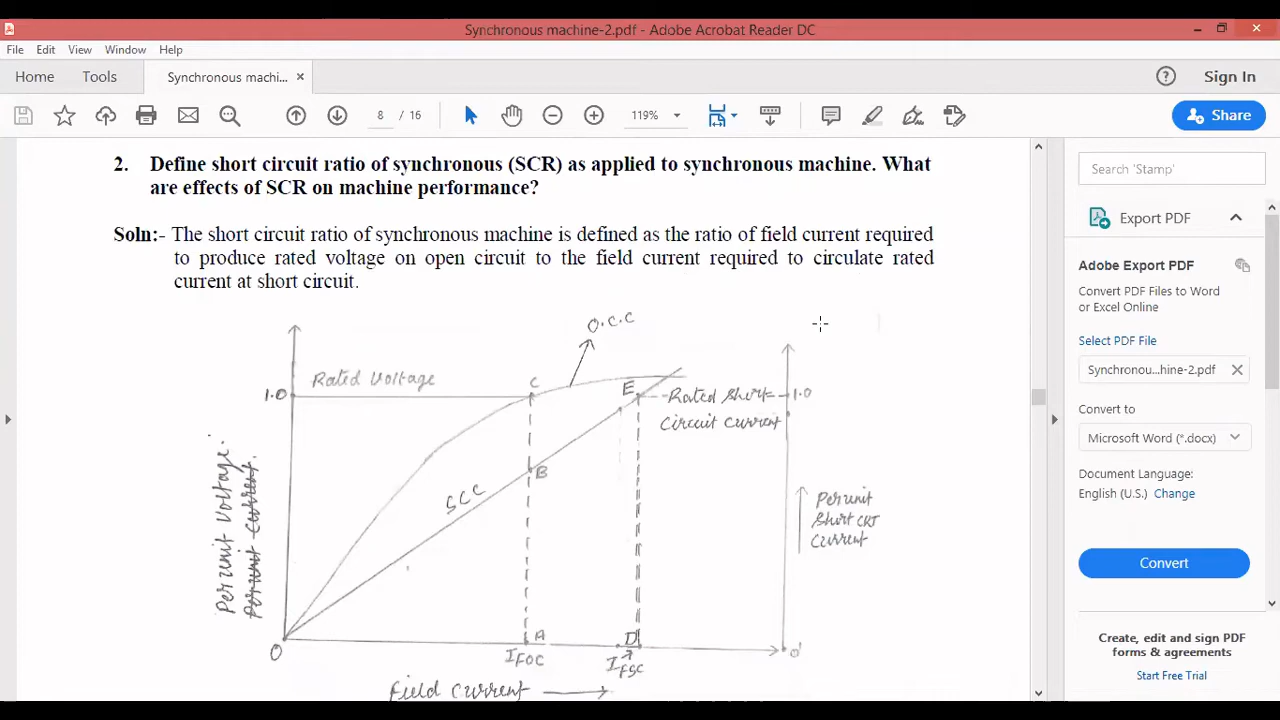 Synchronous machine-2.pdf - Adobe Acrobat Reader DC
File Edit View Window Help
Home Tools Synchronous machi... Sign In
8 / 16 119% Share
2. Define short circuit ratio of synchronous (SCR) as applied to synchronous machine. What
are effects of SCR on machine performance?
Soln:- The short circuit ratio of synchronous machine is defined as the ratio of field current required
to produce rated voltage on open circuit to the field current required to circulate rated
current at short circuit.
O.C.C
Rated Voltage
C
1.0
E
Rated Short
Circuit Current
1.0
B
SCC
Per unit Voltage.
Per unit Current.
Per unit
Short CKT
Current
O
A
D
O'
IFOC
IFSC
Field Current
Search 'Stamp'
Export PDF
Adobe Export PDF
Convert PDF Files to Word
or Excel Online
Select PDF File
Synchronou...hine-2.pdf
Convert to
Microsoft Word (*.docx)
Document Language:
English (U.S.) Change
Convert
Create, edit and sign PDF
forms & agreements
Start Free Trial